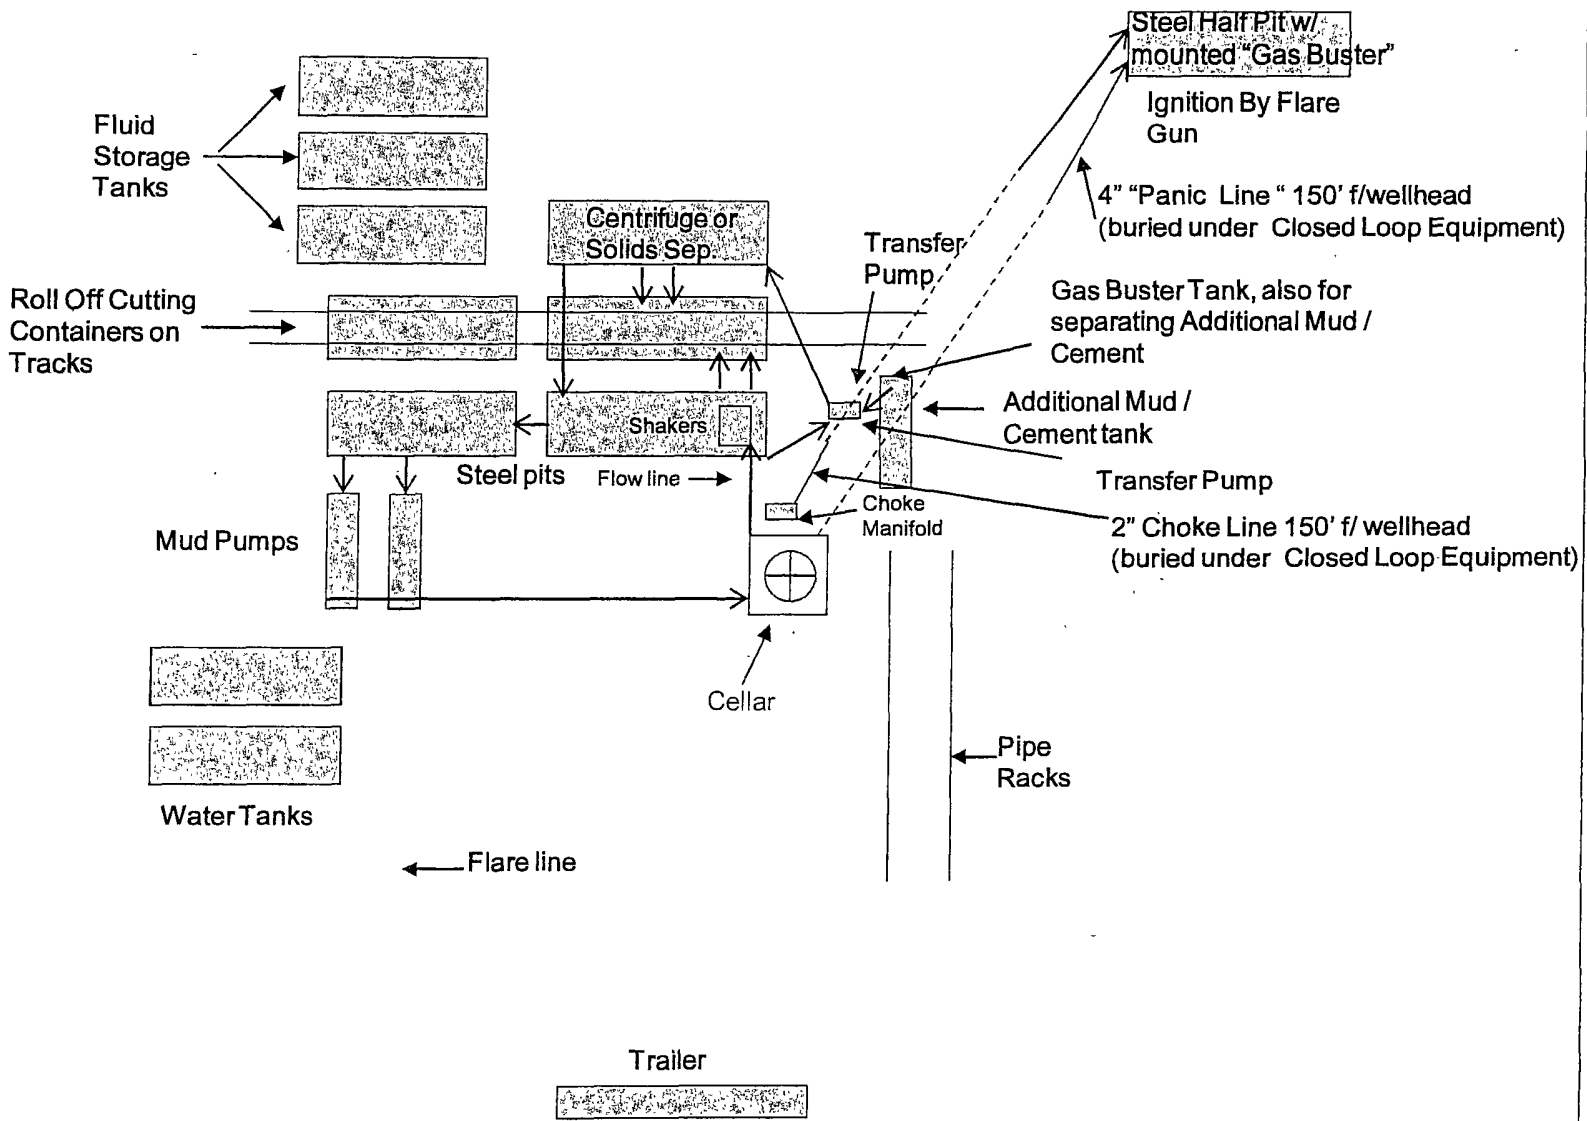 Steel Half Pit w/
mounted "Gas Buster"
Ignition By Flare
Gun
Fluid
Storage
Tanks
4" "Panic Line " 150' f/wellhead
(buried under Closed Loop Equipment)
Centrifuge or
Solids Sep.
Transfer
Pump
Roll Off Cutting
Containers on
Tracks
Gas Buster Tank, also for
separating Additional Mud /
Cement
Additional Mud /
Cement tank
Shakers
Steel pits
Flow line
Transfer Pump
Choke
Manifold
2" Choke Line 150' f/ wellhead
(buried under Closed Loop Equipment)
Mud Pumps
Cellar
Pipe
Racks
Water Tanks
Flare line
Trailer